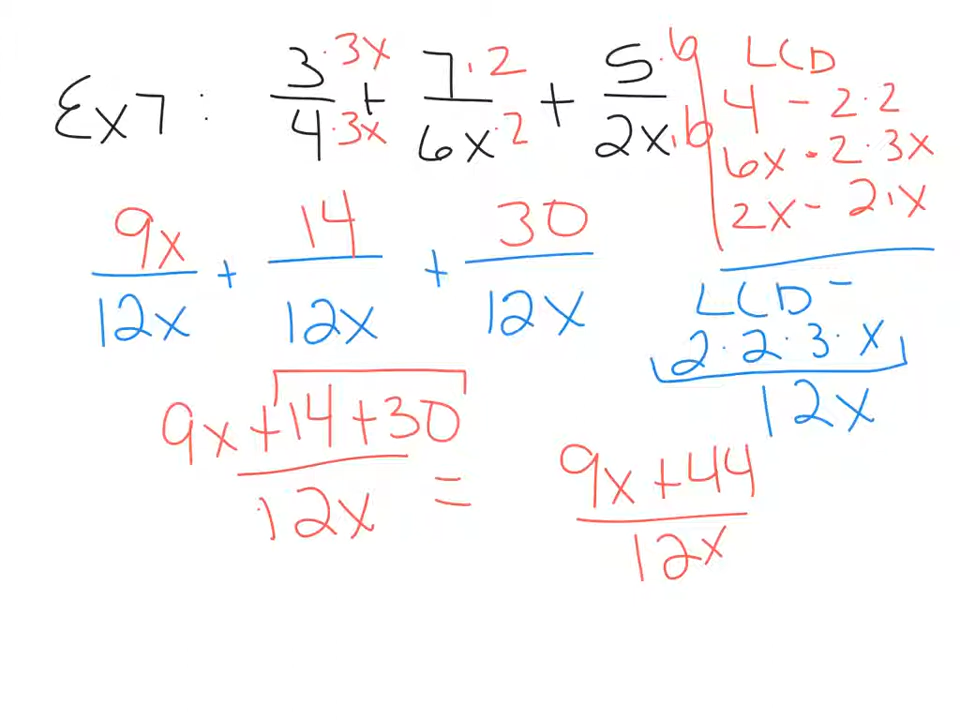 Ex7: 3·3x/4·3x + 7·2/6x·2 + 5·6/2x·6
LCD
4 - 2·2
6x - 2·3x
2x - 2·x
9x/12x + 14/12x + 30/12x
LCD -
2·2·3·x
12x
9x+14+30/12x = 9x+44/12x